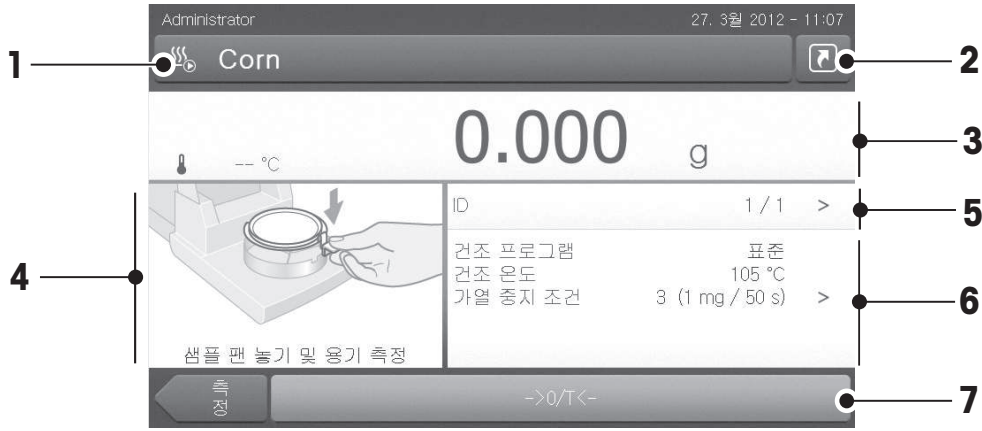 Administrator 27. 3월 2012 - 11:07
1 Corn 2
0.000 g 3
-- °C
4
샘플 팬 놓기 및 용기 측정
ID 1 / 1 > 5
건조 프로그램 표준
건조 온도 105 °C
가열 중지 조건 3 (1 mg / 50 s) > 6
측정 ->0/T<- 7